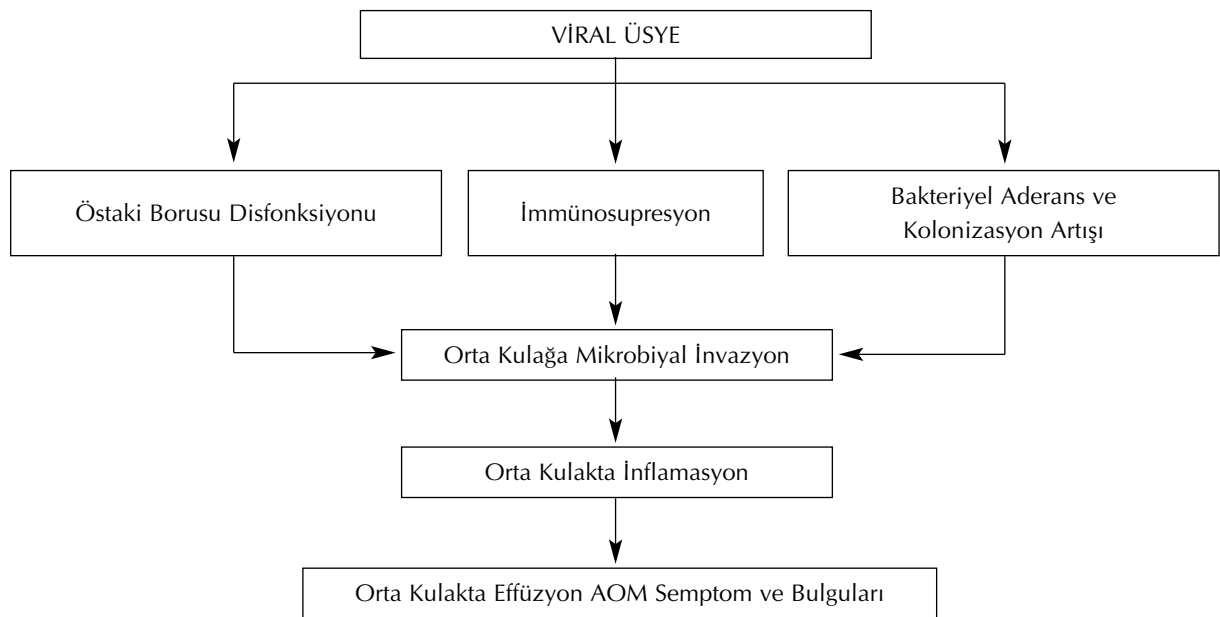 VİRAL ÜSYE
Östaki Borusu Disfonksiyonu
İmmünosupresyon
Bakteriyel Aderans ve
Kolonizasyon Artışı
Orta Kulağa Mikrobiyal İnvazyon
Orta Kulakta İnflamasyon
Orta Kulakta Effüzyon AOM Semptom ve Bulguları